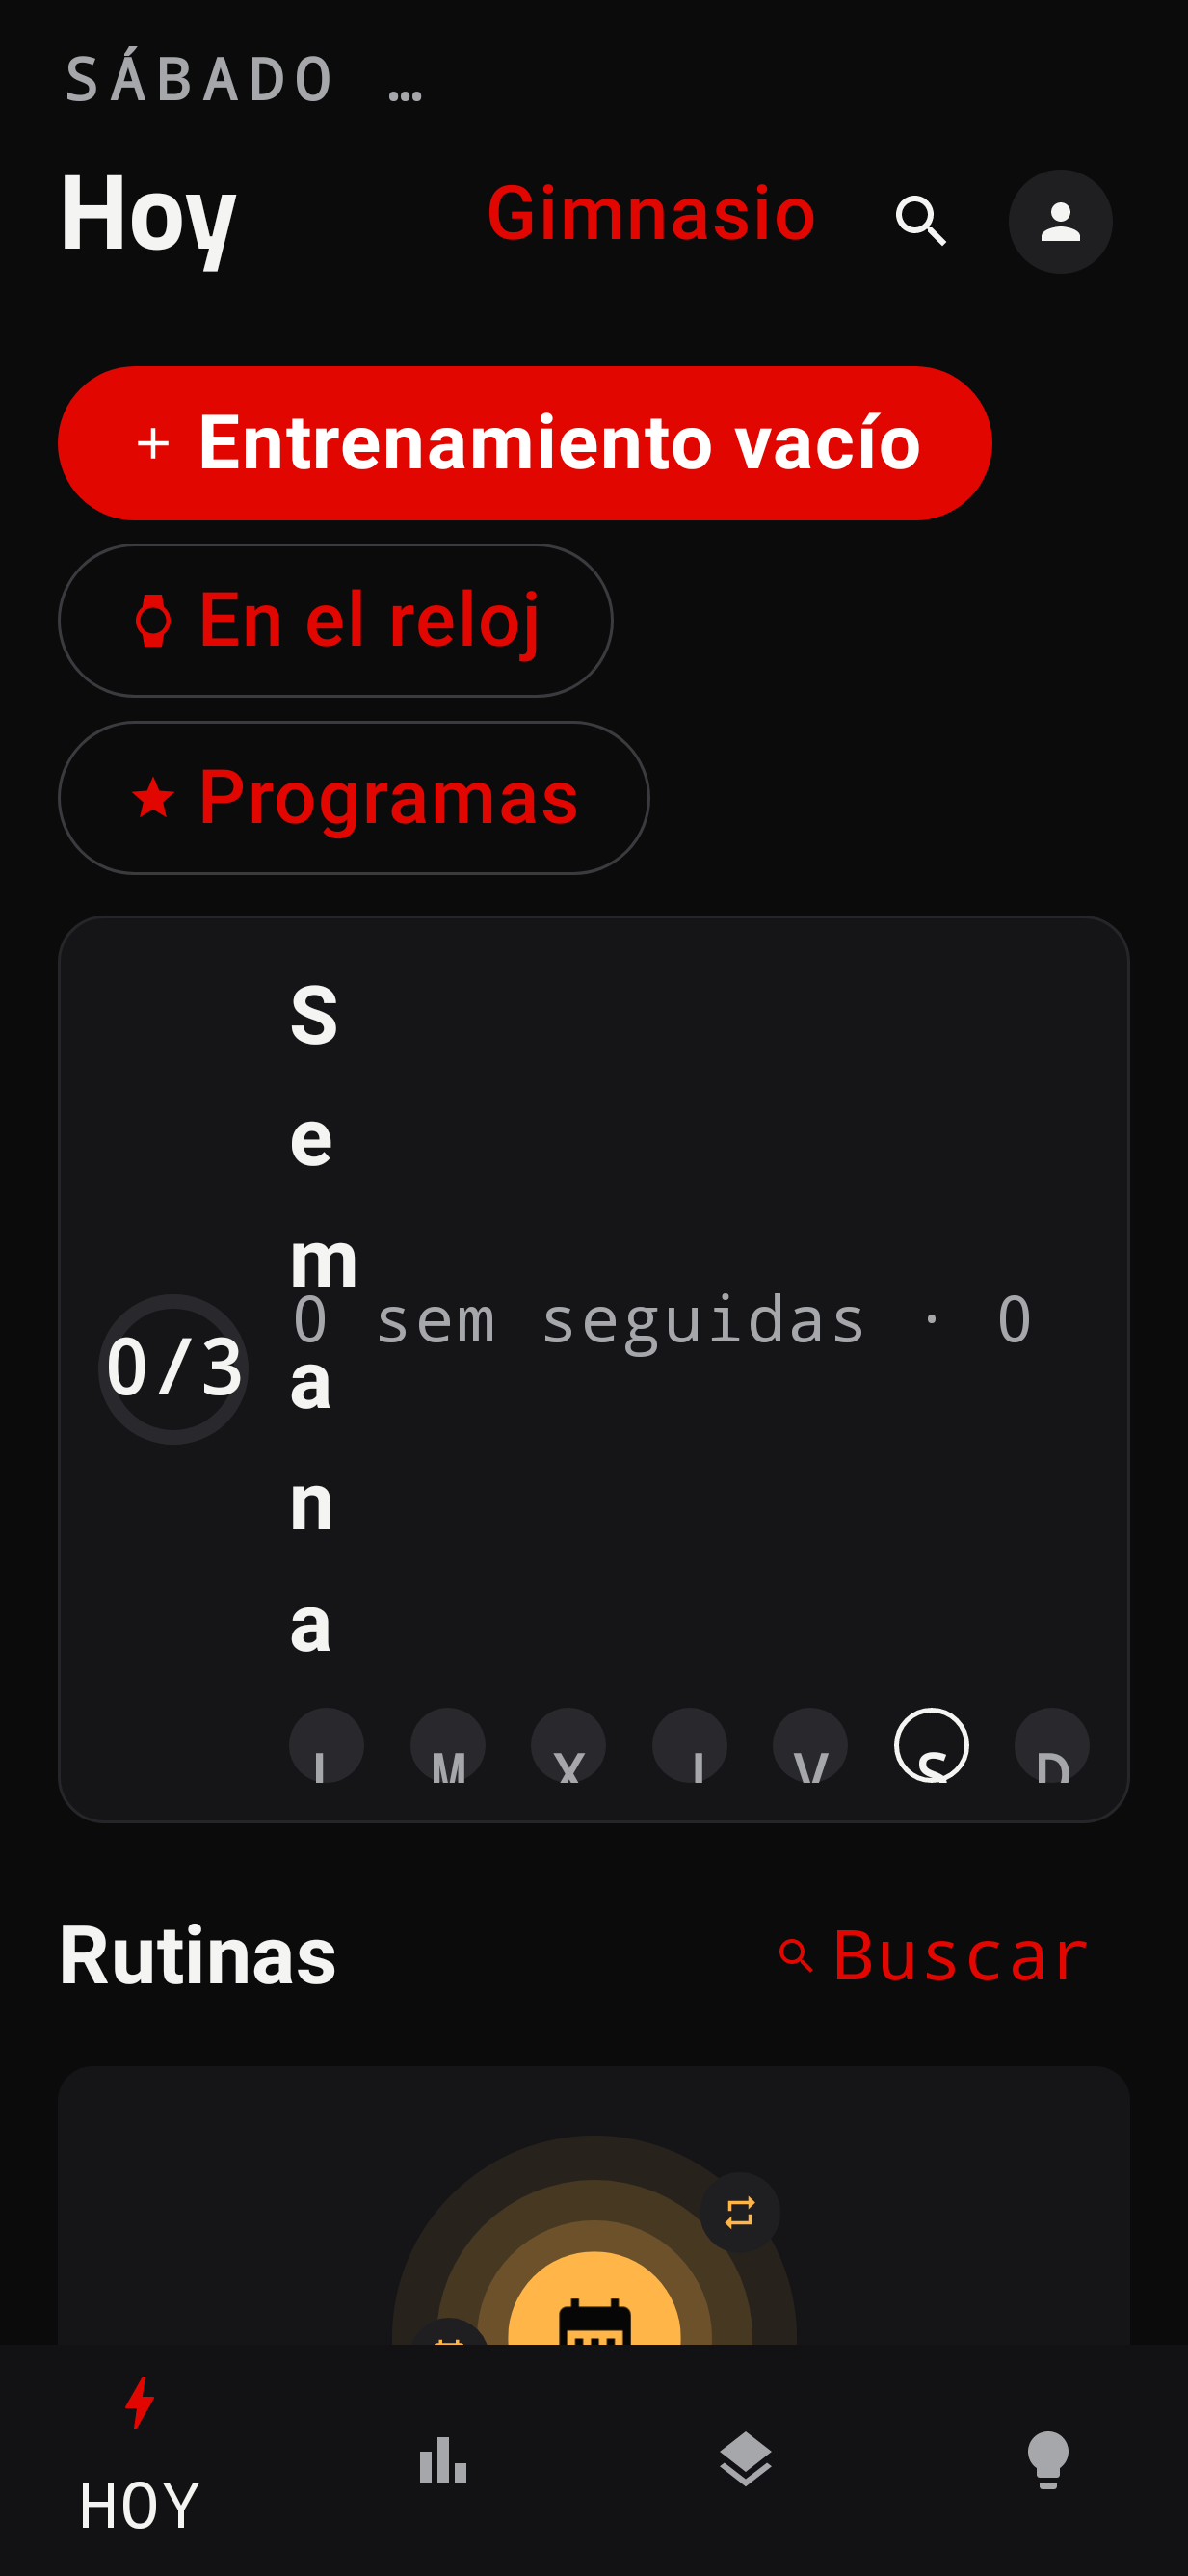 SÁBADO …
Hoy
Gimnasio
+ Entrenamiento vacío
En el reloj
Programas
S
e
m
a
n
a
0 sem seguidas · 0
0/3
L M X J V S D
Rutinas
Buscar
HOY